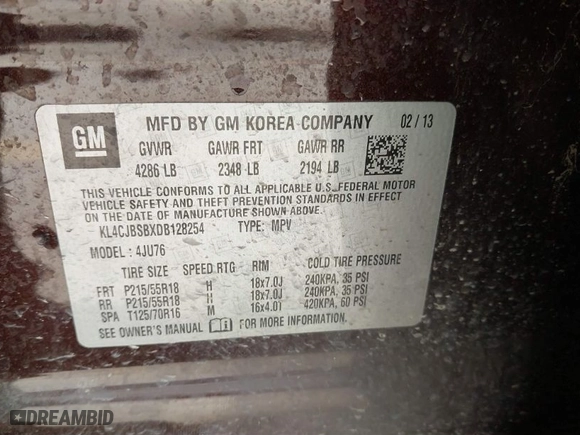 GM
MFD BY GM KOREA COMPANY 02 / 13
GVWR GAWR FRT GAWR RR
4286 LB 2348 LB 2194 LB
THIS VEHICLE CONFORMS TO ALL APPLICABLE U.S. FEDERAL MOTOR
VEHICLE SAFETY AND THEFT PREVENTION STANDARDS IN EFFECT
ON THE DATE OF MANUFACTURE SHOWN ABOVE
KL4CJBSBXDB128254 TYPE: MPV
MODEL : 4JU76
TIRE SIZE SPEED RTG RIM COLD TIRE PRESSURE
FRT P215/55R18 H 18x7.0J 240KPA, 35 PSI
RR P215/55R18 H 18x7.0J 240KPA, 35 PSI
SPA T125/70R16 M 16x4.0T 420KPA, 60 PSI
SEE OWNER'S MANUAL FOR MORE INFORMATION.
DREAMBID